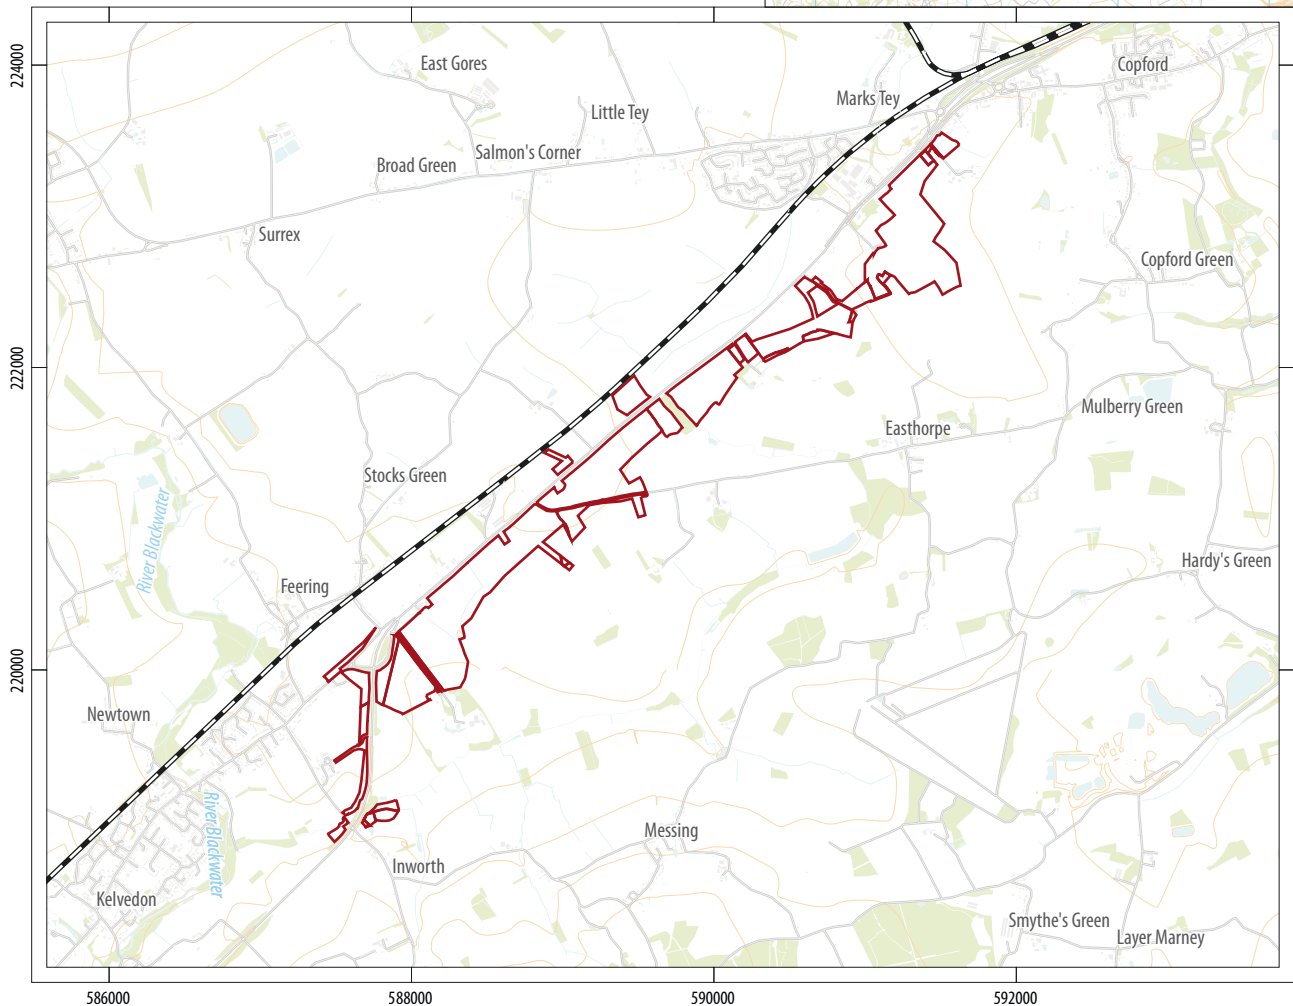 224000
East Gores
Copford
Marks Tey
Little Tey
Salmon's Corner
Broad Green
Surrex
Copford Green
222000
Mulberry Green
Easthorpe
Stocks Green
River Blackwater
Hardy's Green
Feering
220000
Newtown
River Blackwater
Messing
Inworth
Kelvedon
Smythe's Green
Layer Marney
586000
588000
590000
592000